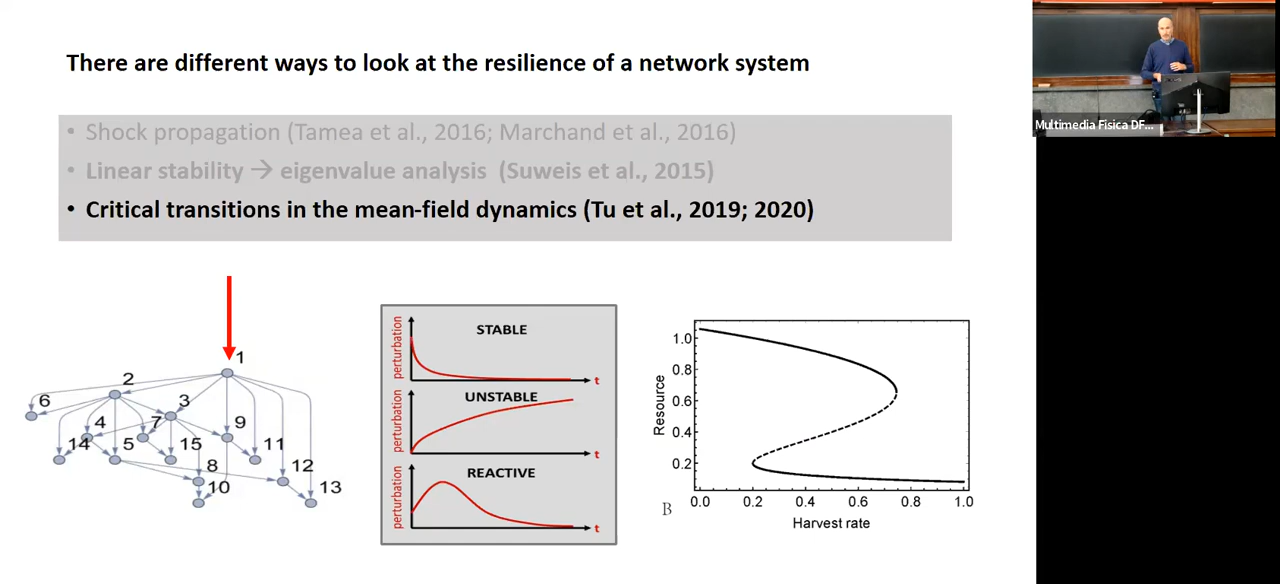 There are different ways to look at the resilience of a network system
• Shock propagation (Tamea et al., 2016; Marchand et al., 2016)
• Linear stability → eigenvalue analysis (Suweis et al., 2015)
• Critical transitions in the mean-field dynamics (Tu et al., 2019; 2020)
1
2
6
3
4
7
9
14
5
15
11
8
12
10
13
STABLE
perturbation
t
UNSTABLE
perturbation
t
REACTIVE
perturbation
t
Resource
1.0
0.8
0.6
0.4
0.2
0.0 0.2 0.4 0.6 0.8 1.0
Harvest rate
B
Multimedia Fisica DF...